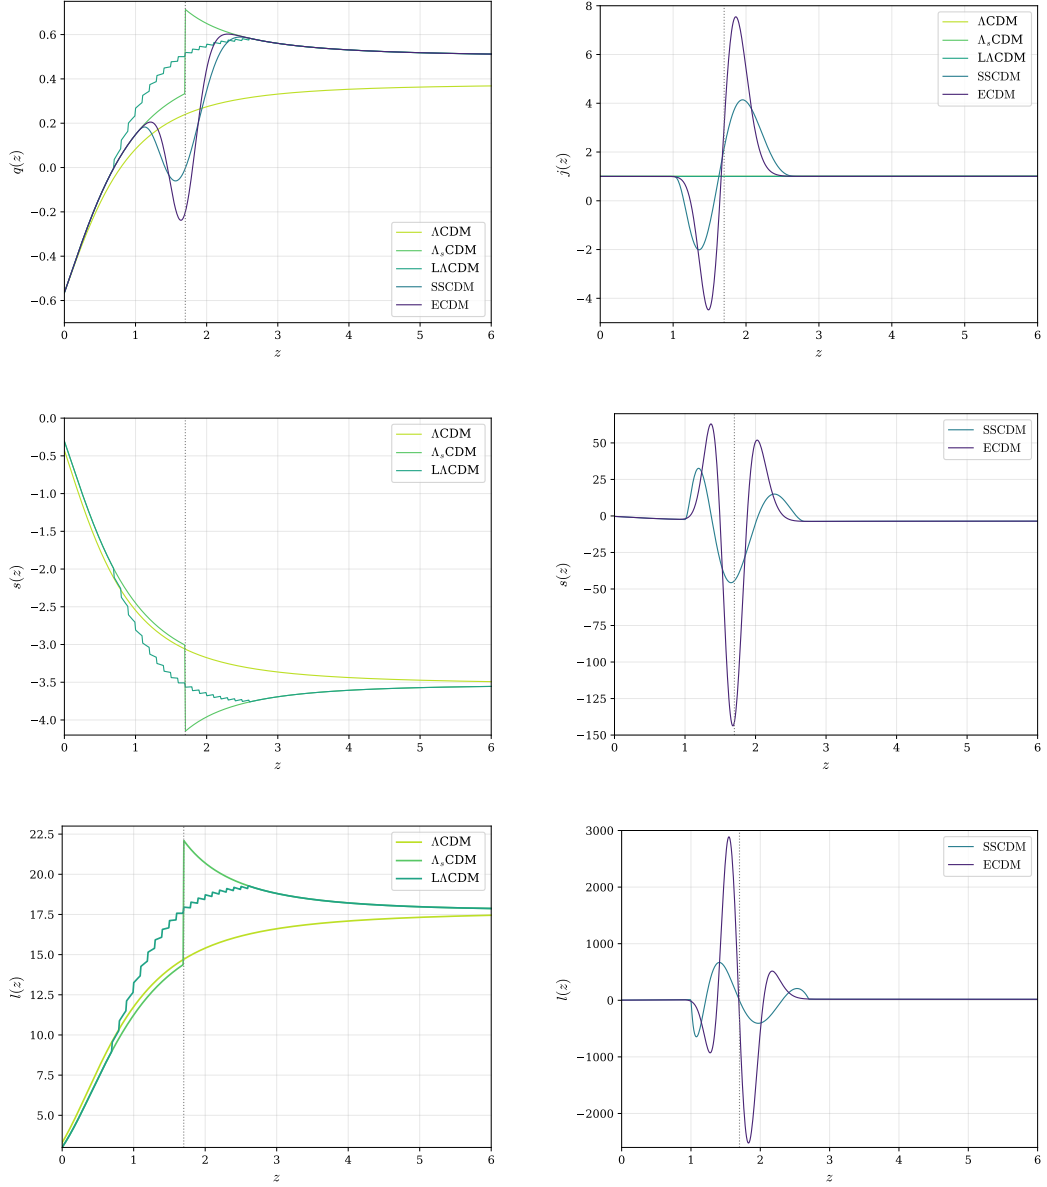 0.6
0.4
0.2
0.0
−0.2
−0.4
−0.6
q(z)
0 1 2 3 4 5 6
z
ΛCDM
ΛₛCDM
LΛCDM
SSCDM
ECDM
8
6
4
2
0
−2
−4
j(z)
0 1 2 3 4 5 6
z
ΛCDM
ΛₛCDM
LΛCDM
SSCDM
ECDM
0.0
−0.5
−1.0
−1.5
−2.0
−2.5
−3.0
−3.5
−4.0
s(z)
0 1 2 3 4 5 6
z
ΛCDM
ΛₛCDM
LΛCDM
50
25
0
−25
−50
−75
−100
−125
−150
s(z)
0 1 2 3 4 5 6
z
SSCDM
ECDM
22.5
20.0
17.5
15.0
12.5
10.0
7.5
5.0
l(z)
0 1 2 3 4 5 6
z
ΛCDM
ΛₛCDM
LΛCDM
3000
2000
1000
0
−1000
−2000
l(z)
0 1 2 3 4 5 6
z
SSCDM
ECDM